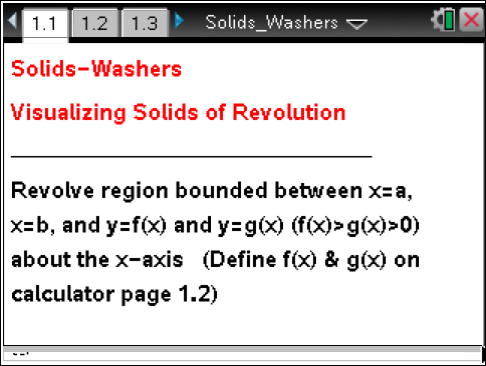 1.1 1.2 1.3 Solids_Washers
Solids-Washers
Visualizing Solids of Revolution
Revolve region bounded between x=a,
x=b, and y=f(x) and y=g(x) (f(x)>g(x)>0)
about the x-axis (Define f(x) & g(x) on
calculator page 1.2)